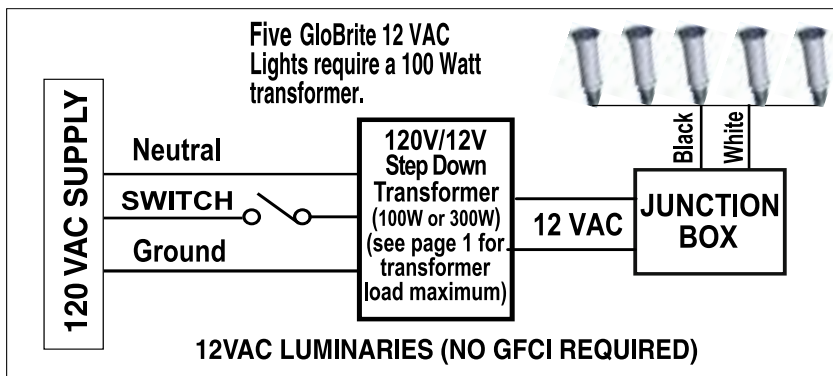 Five GloBrite 12 VAC
Lights require a 100 Watt
transformer.
120 VAC SUPPLY
Neutral
SWITCH
Ground
120V/12V
Step Down
Transformer
(100W or 300W)
(see page 1 for
transformer
load maximum)
12 VAC
Black
White
JUNCTION
BOX
12VAC LUMINARIES (NO GFCI REQUIRED)